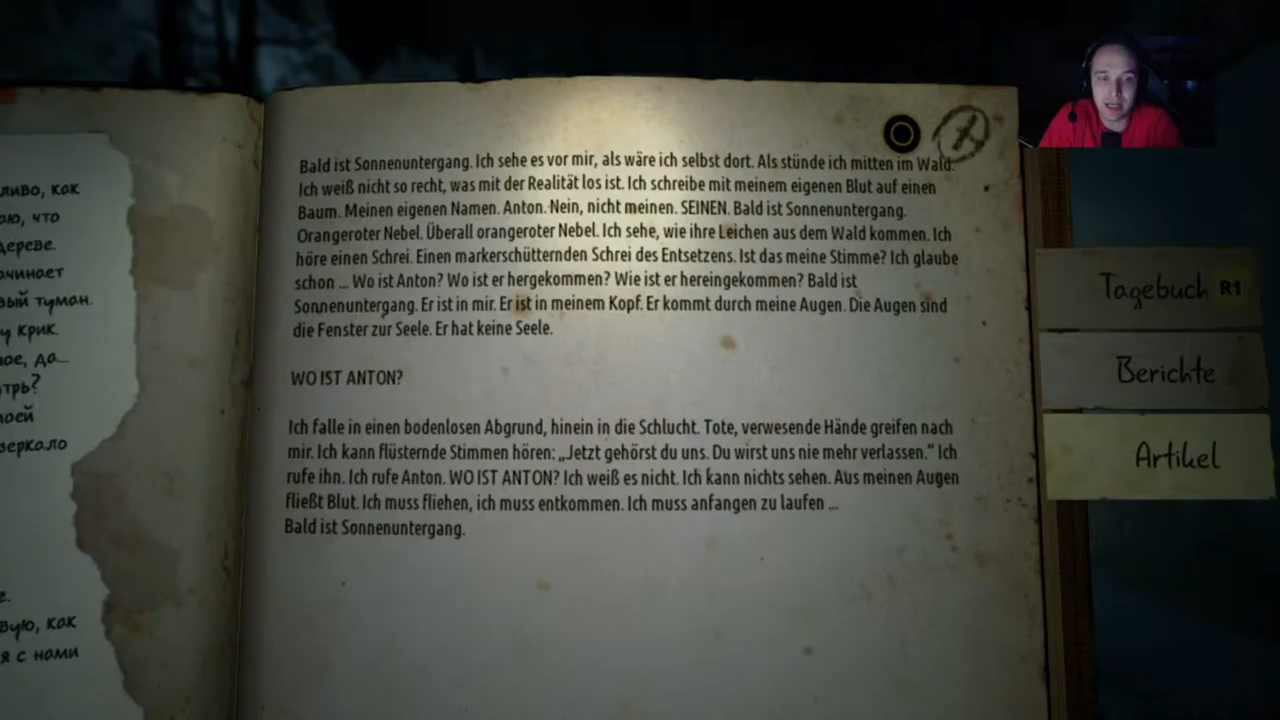 ливо, как
аю, что
дереве.
ачинает
вый туман.
у крик.
ное, да...
трь?
моей
зеркало
е.
вую, как
я с нами
Bald ist Sonnenuntergang. Ich sehe es vor mir, als wäre ich selbst dort. Als stünde ich mitten im Wald.
Ich weiß nicht so recht, was mit der Realität los ist. Ich schreibe mit meinem eigenen Blut auf einen
Baum. Meinen eigenen Namen. Anton. Nein, nicht meinen. SEINEN. Bald ist Sonnenuntergang.
Orangeroter Nebel. Überall orangeroter Nebel. Ich sehe, wie ihre Leichen aus dem Wald kommen. Ich
höre einen Schrei. Einen markerschütternden Schrei des Entsetzens. Ist das meine Stimme? Ich glaube
schon ... Wo ist Anton? Wo ist er hergekommen? Wie ist er hereingekommen? Bald ist
Sonnenuntergang. Er ist in mir. Er ist in meinem Kopf. Er kommt durch meine Augen. Die Augen sind
die Fenster zur Seele. Er hat keine Seele.
WO IST ANTON?
Ich falle in einen bodenlosen Abgrund, hinein in die Schlucht. Tote, verwesende Hände greifen nach
mir. Ich kann flüsternde Stimmen hören: „Jetzt gehörst du uns. Du wirst uns nie mehr verlassen.“ Ich
rufe ihn. Ich rufe Anton. WO IST ANTON? Ich weiß es nicht. Ich kann nichts sehen. Aus meinen Augen
fließt Blut. Ich muss fliehen, ich muss entkommen. Ich muss anfangen zu laufen ...
Bald ist Sonnenuntergang.
Tagebuch R1
Berichte
Artikel